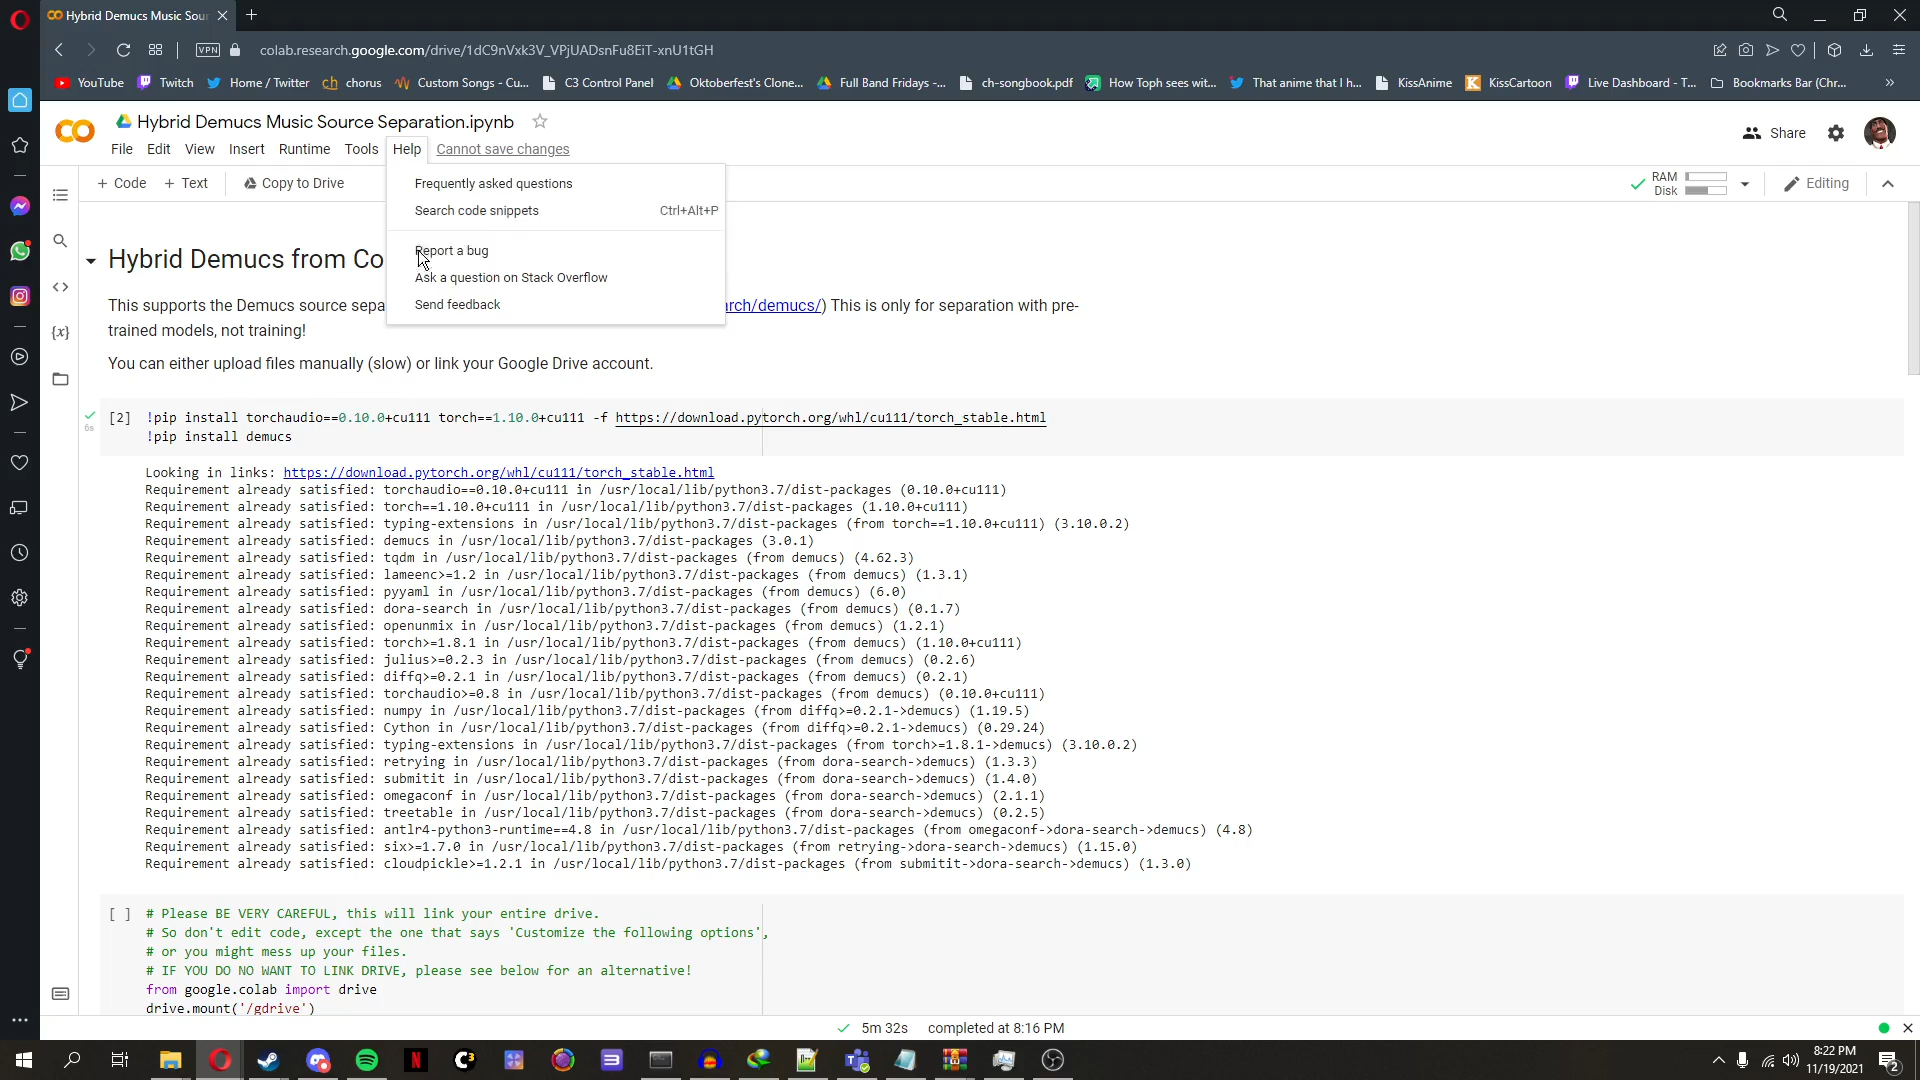 Hybrid Demucs Music Sour
VPN
colab.research.google.com/drive/1dC9nVxk3V_VPjUADsnFu8EiT-xnU1tGH
YouTube
Twitch
Home / Twitter
ch chorus
Custom Songs - Cu...
C3 Control Panel
Oktoberfest's Clone...
Full Band Fridays -...
ch-songbook.pdf
How Toph sees wit...
That anime that I h...
KissAnime
K KissCartoon
Live Dashboard - T...
Bookmarks Bar (Chr...
»
Hybrid Demucs Music Source Separation.ipynb
Share
File Edit View Insert Runtime Tools Help Cannot save changes
+ Code + Text Copy to Drive
RAM
Disk
Editing
Frequently asked questions
Search code snippets Ctrl+Alt+P
Report a bug
Ask a question on Stack Overflow
Send feedback
Hybrid Demucs from Co
This supports the Demucs source sepa rch/demucs/) This is only for separation with pre-
trained models, not training!
You can either upload files manually (slow) or link your Google Drive account.
6s
[2] !pip install torchaudio==0.10.0+cu111 torch==1.10.0+cu111 -f https://download.pytorch.org/whl/cu111/torch_stable.html
!pip install demucs
Looking in links: https://download.pytorch.org/whl/cu111/torch_stable.html
Requirement already satisfied: torchaudio==0.10.0+cu111 in /usr/local/lib/python3.7/dist-packages (0.10.0+cu111)
Requirement already satisfied: torch==1.10.0+cu111 in /usr/local/lib/python3.7/dist-packages (1.10.0+cu111)
Requirement already satisfied: typing-extensions in /usr/local/lib/python3.7/dist-packages (from torch==1.10.0+cu111) (3.10.0.2)
Requirement already satisfied: demucs in /usr/local/lib/python3.7/dist-packages (3.0.1)
Requirement already satisfied: tqdm in /usr/local/lib/python3.7/dist-packages (from demucs) (4.62.3)
Requirement already satisfied: lameenc>=1.2 in /usr/local/lib/python3.7/dist-packages (from demucs) (1.3.1)
Requirement already satisfied: pyyaml in /usr/local/lib/python3.7/dist-packages (from demucs) (6.0)
Requirement already satisfied: dora-search in /usr/local/lib/python3.7/dist-packages (from demucs) (0.1.7)
Requirement already satisfied: openunmix in /usr/local/lib/python3.7/dist-packages (from demucs) (1.2.1)
Requirement already satisfied: torch>=1.8.1 in /usr/local/lib/python3.7/dist-packages (from demucs) (1.10.0+cu111)
Requirement already satisfied: julius>=0.2.3 in /usr/local/lib/python3.7/dist-packages (from demucs) (0.2.6)
Requirement already satisfied: diffq>=0.2.1 in /usr/local/lib/python3.7/dist-packages (from demucs) (0.2.1)
Requirement already satisfied: torchaudio>=0.8 in /usr/local/lib/python3.7/dist-packages (from demucs) (0.10.0+cu111)
Requirement already satisfied: numpy in /usr/local/lib/python3.7/dist-packages (from diffq>=0.2.1->demucs) (1.19.5)
Requirement already satisfied: Cython in /usr/local/lib/python3.7/dist-packages (from diffq>=0.2.1->demucs) (0.29.24)
Requirement already satisfied: typing-extensions in /usr/local/lib/python3.7/dist-packages (from torch>=1.8.1->demucs) (3.10.0.2)
Requirement already satisfied: retrying in /usr/local/lib/python3.7/dist-packages (from dora-search->demucs) (1.3.3)
Requirement already satisfied: submitit in /usr/local/lib/python3.7/dist-packages (from dora-search->demucs) (1.4.0)
Requirement already satisfied: omegaconf in /usr/local/lib/python3.7/dist-packages (from dora-search->demucs) (2.1.1)
Requirement already satisfied: treetable in /usr/local/lib/python3.7/dist-packages (from dora-search->demucs) (0.2.5)
Requirement already satisfied: antlr4-python3-runtime==4.8 in /usr/local/lib/python3.7/dist-packages (from omegaconf->dora-search->demucs) (4.8)
Requirement already satisfied: six>=1.7.0 in /usr/local/lib/python3.7/dist-packages (from retrying->dora-search->demucs) (1.15.0)
Requirement already satisfied: cloudpickle>=1.2.1 in /usr/local/lib/python3.7/dist-packages (from submitit->dora-search->demucs) (1.3.0)
[ ] # Please BE VERY CAREFUL, this will link your entire drive.
# So don't edit code, except the one that says 'Customize the following options',
# or you might mess up your files.
# IF YOU DO NO WANT TO LINK DRIVE, please see below for an alternative!
from google.colab import drive
drive.mount('/gdrive')
5m 32s completed at 8:16 PM
8:22 PM
11/19/2021
2